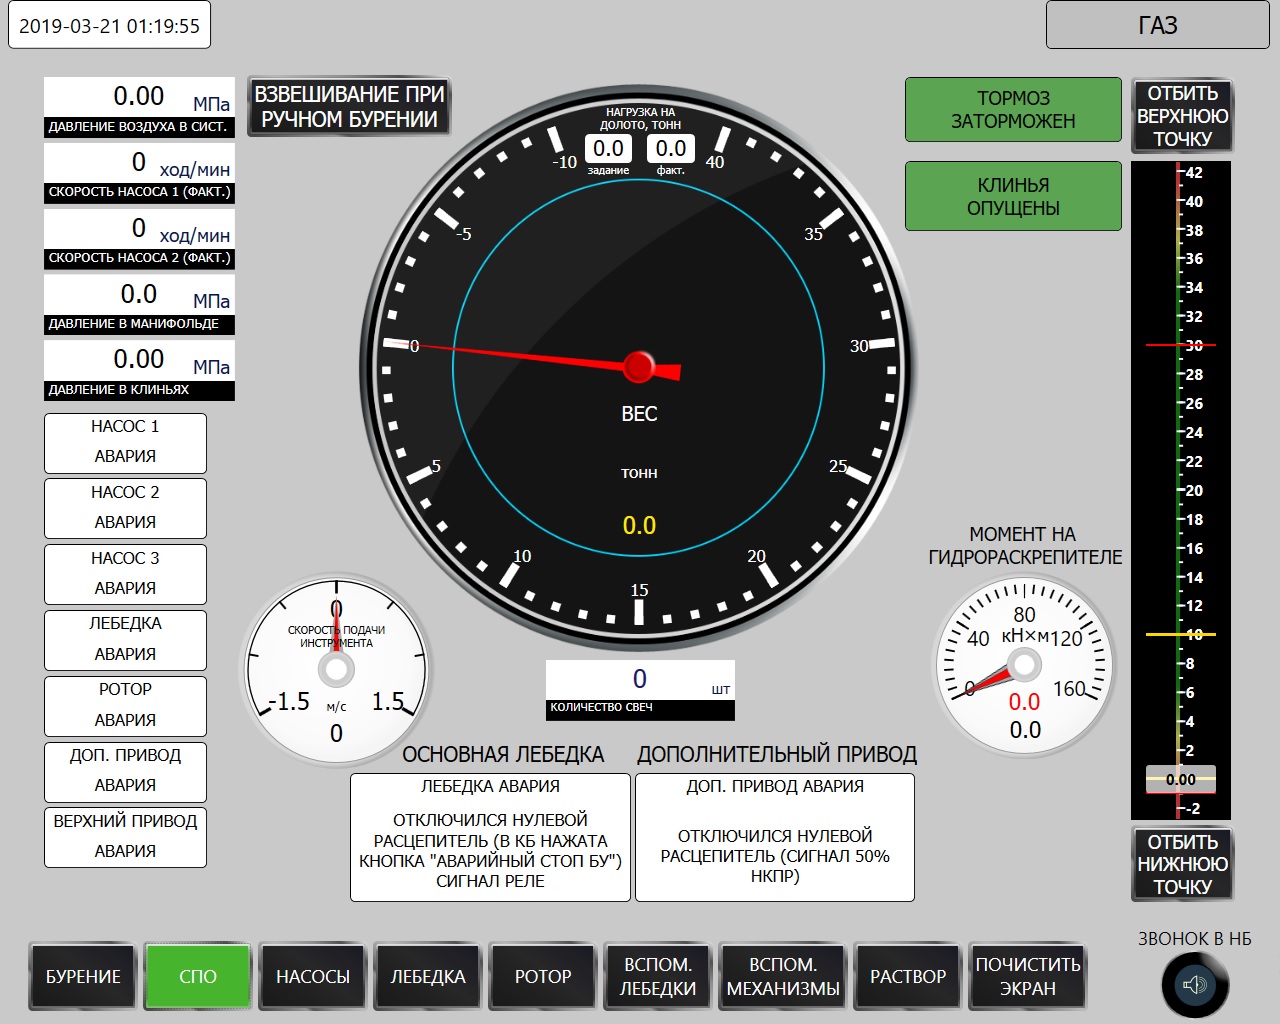 2019-03-21 01:19:55
ГАЗ
0.00 МПа
ДАВЛЕНИЕ ВОЗДУХА В СИСТ.
0 ход/мин
СКОРОСТЬ НАСОСА 1 (ФАКТ.)
0 ход/мин
СКОРОСТЬ НАСОСА 2 (ФАКТ.)
0.0 МПа
ДАВЛЕНИЕ В МАНИФОЛЬДЕ
0.00 МПа
ДАВЛЕНИЕ В КЛИНЬЯХ
НАСОС 1
АВАРИЯ
НАСОС 2
АВАРИЯ
НАСОС 3
АВАРИЯ
ЛЕБЕДКА
АВАРИЯ
РОТОР
АВАРИЯ
ДОП. ПРИВОД
АВАРИЯ
ВЕРХНИЙ ПРИВОД
АВАРИЯ
ВЗВЕШИВАНИЕ ПРИ
РУЧНОМ БУРЕНИИ
НАГРУЗКА НА
ДОЛОТО, ТОНН
0.0 0.0
задание факт.
-10
-5
0
5
10
15
20
25
30
35
40
ВЕС
тонн
0.0
0
СКОРОСТЬ ПОДАЧИ
ИНСТРУМЕНТА
-1.5 м/с 1.5
0
0 шт
КОЛИЧЕСТВО СВЕЧ
ТОРМОЗ
ЗАТОРМОЖЕН
КЛИНЬЯ
ОПУЩЕНЫ
МОМЕНТ НА
ГИДРОРАСКРЕПИТЕЛЕ
80
40 кН×м 120
0 160
0.0
0.0
ОТБИТЬ
ВЕРХНЮЮ
ТОЧКУ
42
40
38
36
34
32
30
28
26
24
22
20
18
16
14
12
10
8
6
4
2
0.00
-2
ОТБИТЬ
НИЖНЮЮ
ТОЧКУ
ОСНОВНАЯ ЛЕБЕДКА
ЛЕБЕДКА АВАРИЯ
ОТКЛЮЧИЛСЯ НУЛЕВОЙ
РАСЦЕПИТЕЛЬ (В КБ НАЖАТА
КНОПКА "АВАРИЙНЫЙ СТОП БУ")
СИГНАЛ РЕЛЕ
ДОПОЛНИТЕЛЬНЫЙ ПРИВОД
ДОП. ПРИВОД АВАРИЯ
ОТКЛЮЧИЛСЯ НУЛЕВОЙ
РАСЦЕПИТЕЛЬ (СИГНАЛ 50%
НКПР)
ЗВОНОК В НБ
БУРЕНИЕ
СПО
НАСОСЫ
ЛЕБЕДКА
РОТОР
ВСПОМ.
ЛЕБЕДКИ
ВСПОМ.
МЕХАНИЗМЫ
РАСТВОР
ПОЧИСТИТЬ
ЭКРАН